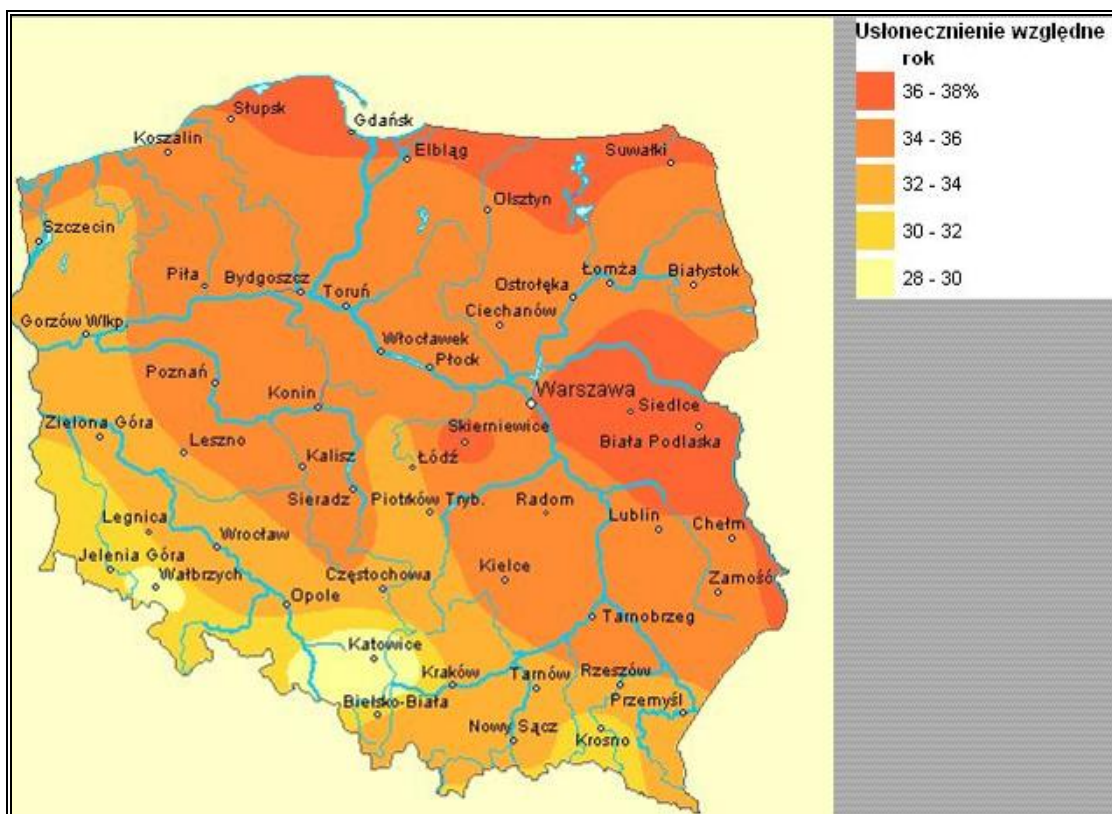 Usłonecznienie względne
rok
36 - 38%
34 - 36
32 - 34
30 - 32
28 - 30
Słupsk
Gdańsk
Koszalin
Elbląg
Suwałki
Olsztyn
Szczecin
Piła
Bydgoszcz
Toruń
Łomża
Białystok
Ostrołęka
Ciechanów
Gorzów Wlkp.
Włocławek
Płock
Poznań
Konin
Warszawa
Siedlce
Zielona Góra
Leszno
Skierniewice
Biała Podlaska
Kalisz
Łódź
Sieradz
Piotrków Tryb.
Radom
Lublin
Chełm
Legnica
Wrocław
Jelenia Góra
Wałbrzych
Częstochowa
Kielce
Zamość
Opole
Tarnobrzeg
Katowice
Kraków
Tarnów
Rzeszów
Bielsko-Biała
Przemyśl
Nowy Sącz
Krosno